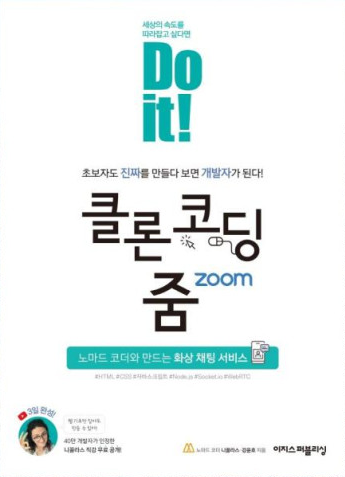 세상의 속도를
따라잡고 싶다면
Do
it!
초보자도 진짜를 만들다 보면 개발자가 된다!
클론 코딩
줌 zoom
노마드 코더와 만드는 화상 채팅 서비스
#HTML #CSS #자바스크립트 #Node.js #Socket.io #WebRTC
3일 완성!
40만 개발자가 인정한
니꼴라스 직강 무료 공개!
노마드 코더 니꼴라스·강윤호 지음
이지스 퍼블리싱